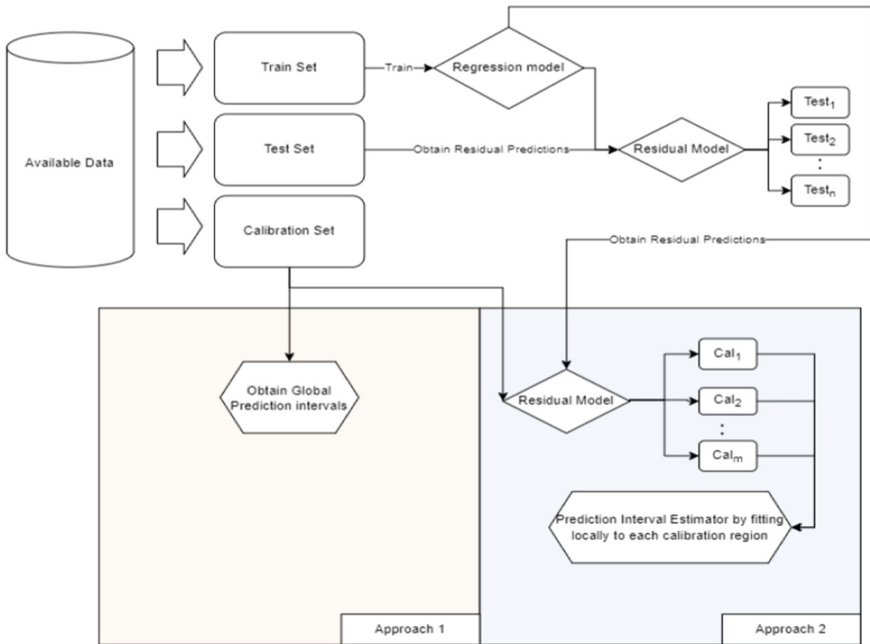 Available Data
Train Set
Train
Regression model
Test Set
Obtain Residual Predictions
Residual Model
Test₁
Test₂
:
Testₙ
Calibration Set
Obtain Residual Predictions
Obtain Global
Prediction intervals
Residual Model
Cal₁
Cal₂
:
Calₘ
Prediction Interval Estimator by fitting
locally to each calibration region
Approach 1
Approach 2